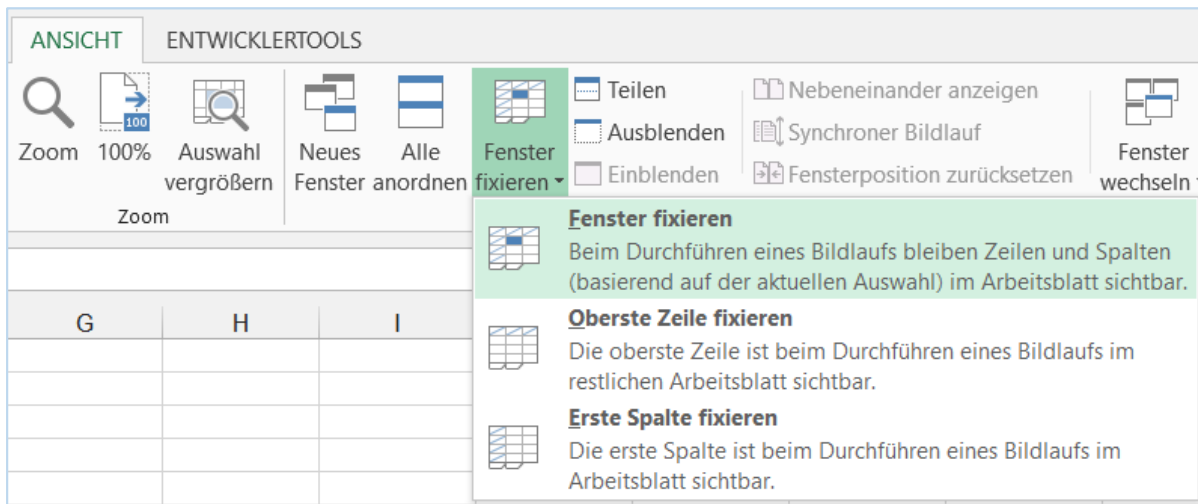 ANSICHT ENTWICKLERTOOLS
Zoom
100
100%
Auswahl
vergrößern
Zoom
Neues
Fenster
Alle
anordnen
Fenster
fixieren
Teilen
Ausblenden
Einblenden
Nebeneinander anzeigen
Synchroner Bildlauf
Fensterposition zurücksetzen
Fenster
wechseln
Fenster fixieren
Beim Durchführen eines Bildlaufs bleiben Zeilen und Spalten
(basierend auf der aktuellen Auswahl) im Arbeitsblatt sichtbar.
Oberste Zeile fixieren
Die oberste Zeile ist beim Durchführen eines Bildlaufs im
restlichen Arbeitsblatt sichtbar.
Erste Spalte fixieren
Die erste Spalte ist beim Durchführen eines Bildlaufs im
Arbeitsblatt sichtbar.
G H I